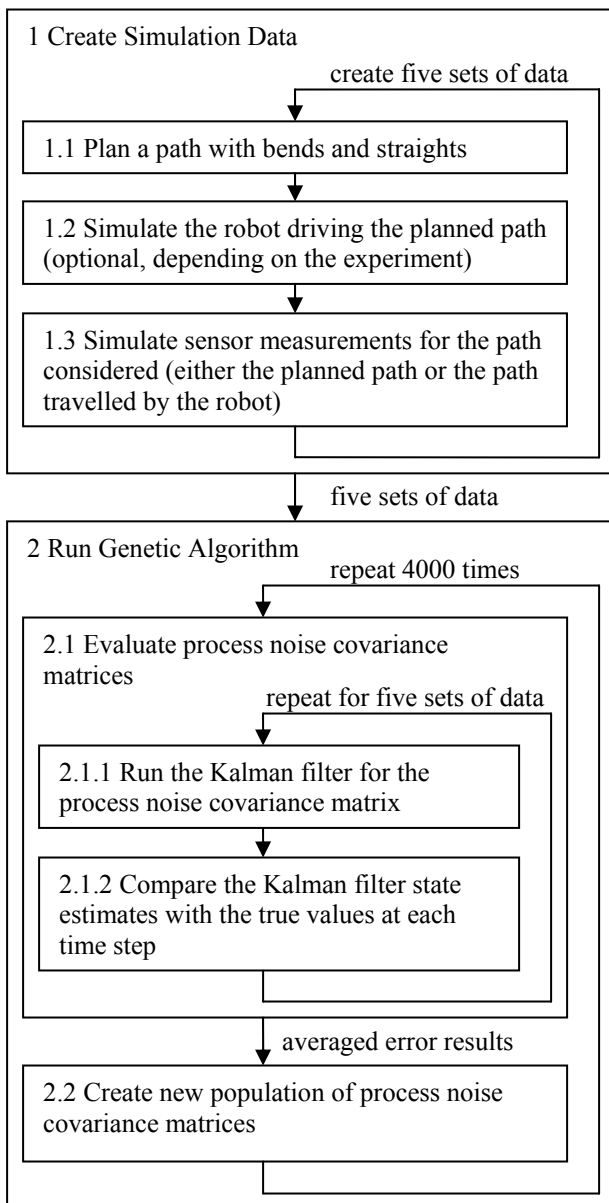 1 Create Simulation Data
create five sets of data
1.1 Plan a path with bends and straights
1.2 Simulate the robot driving the planned path
(optional, depending on the experiment)
1.3 Simulate sensor measurements for the path
considered (either the planned path or the path
travelled by the robot)
five sets of data
2 Run Genetic Algorithm
repeat 4000 times
2.1 Evaluate process noise covariance
matrices
repeat for five sets of data
2.1.1 Run the Kalman filter for the
process noise covariance matrix
2.1.2 Compare the Kalman filter state
estimates with the true values at each
time step
averaged error results
2.2 Create new population of process noise
covariance matrices